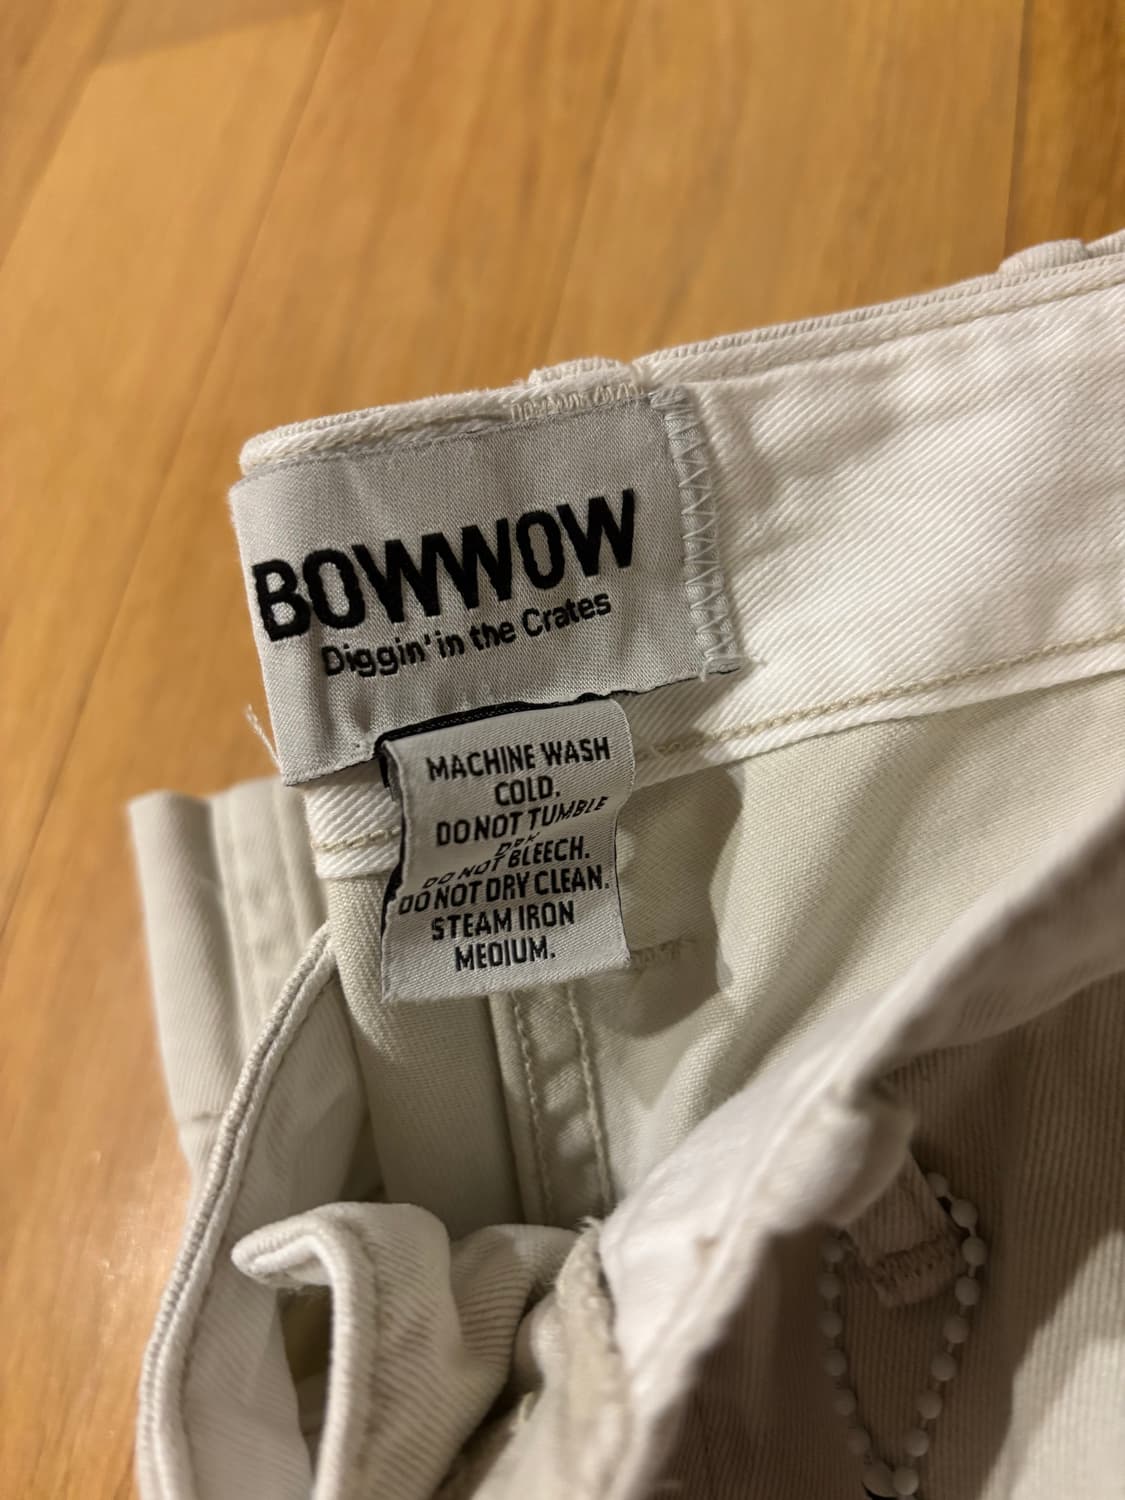 BOWWOW
Diggin' in the Crates
MACHINE WASH
COLD.
DO NOT TUMBLE
DRY
DO NOT BLEECH.
DO NOT DRY CLEAN.
STEAM IRON
MEDIUM.